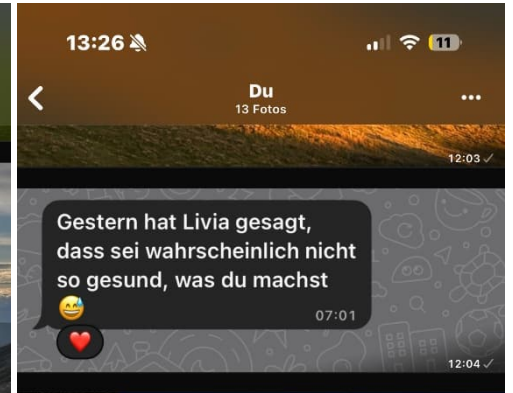 13:26
11
Du
13 Fotos
12:03
Gestern hat Livia gesagt,
dass sei wahrscheinlich nicht
so gesund, was du machst
😅
07:01
❤️
12:04